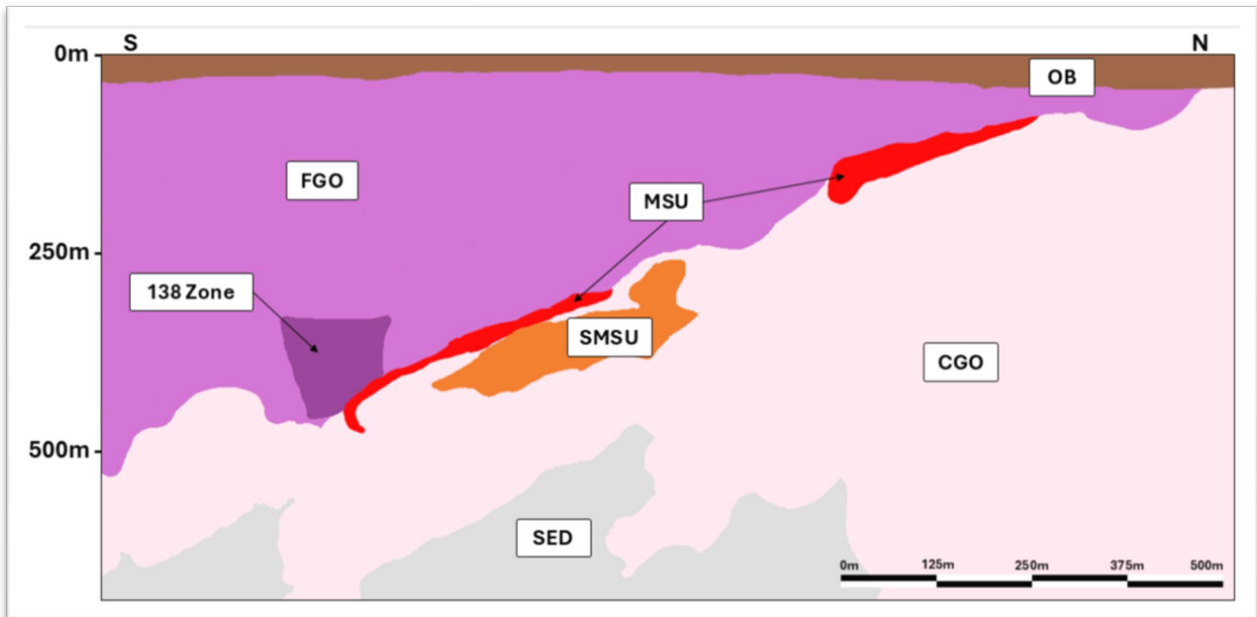 S
N
0m
OB
FGO
MSU
250m
138 Zone
SMSU
CGO
500m
SED
0m 125m 250m 375m 500m